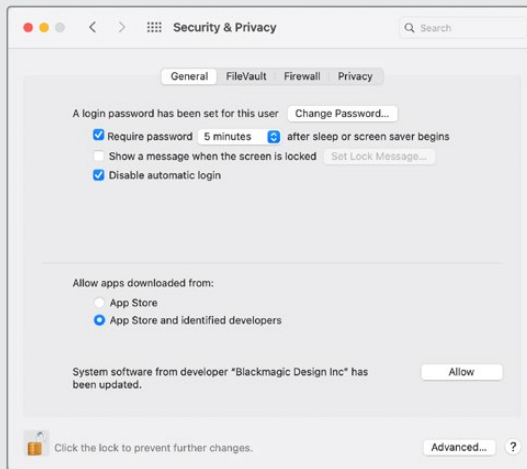 Security & Privacy
Search
General FileVault Firewall Privacy
A login password has been set for this user Change Password...
Require password 5 minutes after sleep or screen saver begins
Show a message when the screen is locked Set Lock Message...
Disable automatic login
Allow apps downloaded from:
App Store
App Store and identified developers
System software from developer "Blackmagic Design Inc" has Allow
been updated.
Click the lock to prevent further changes. Advanced... ?